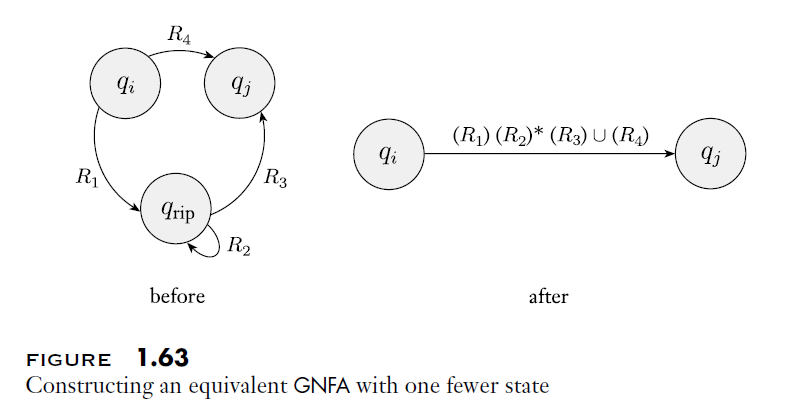 R4
qi
qj
R1
R3
qrip
R2
before
qi
(R1) (R2)* (R3) ∪ (R4)
qj
after
FIGURE 1.63
Constructing an equivalent GNFA with one fewer state